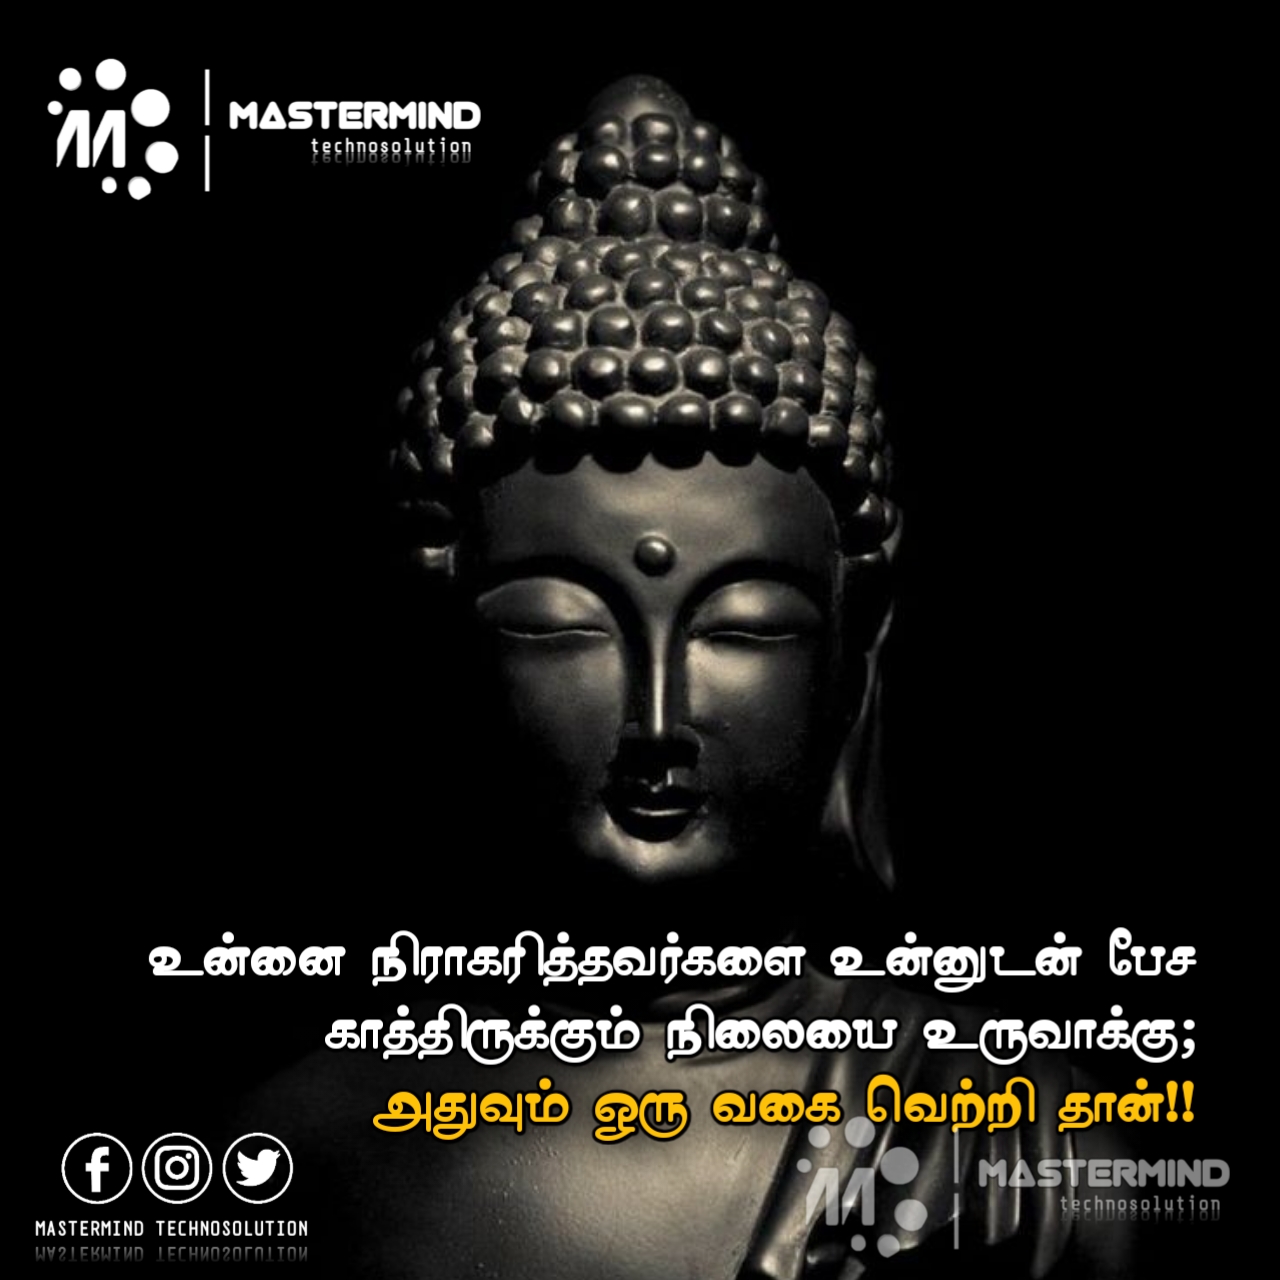 M
MASTERMIND
technosolution
உன்னை நிராகரித்தவர்களை உன்னுடன் பேச
காத்திருக்கும் நிலையை உருவாக்கு;
அதுவும் ஒரு வகை வெற்றி தான்!!
MASTERMIND TECHNOSOLUTION
M
MASTERMIND
technosolution